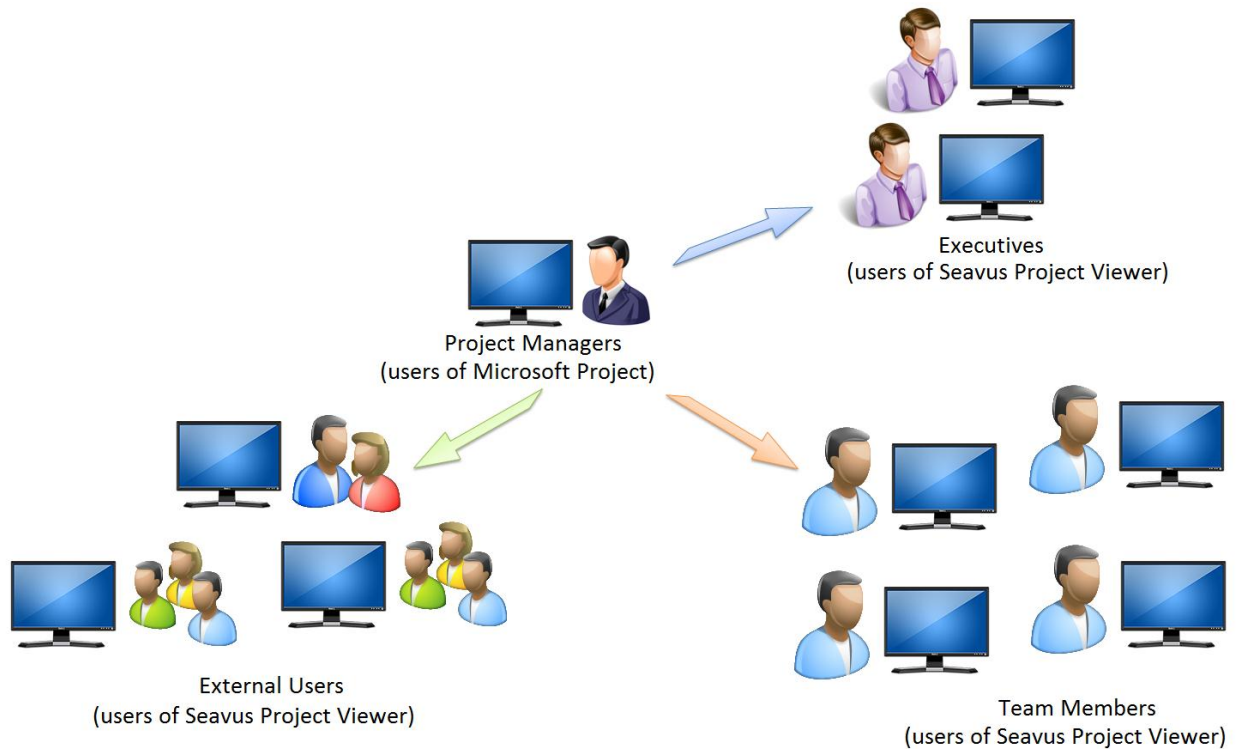 Executives
(users of Seavus Project Viewer)
Project Managers
(users of Microsoft Project)
External Users
(users of Seavus Project Viewer)
Team Members
(users of Seavus Project Viewer)